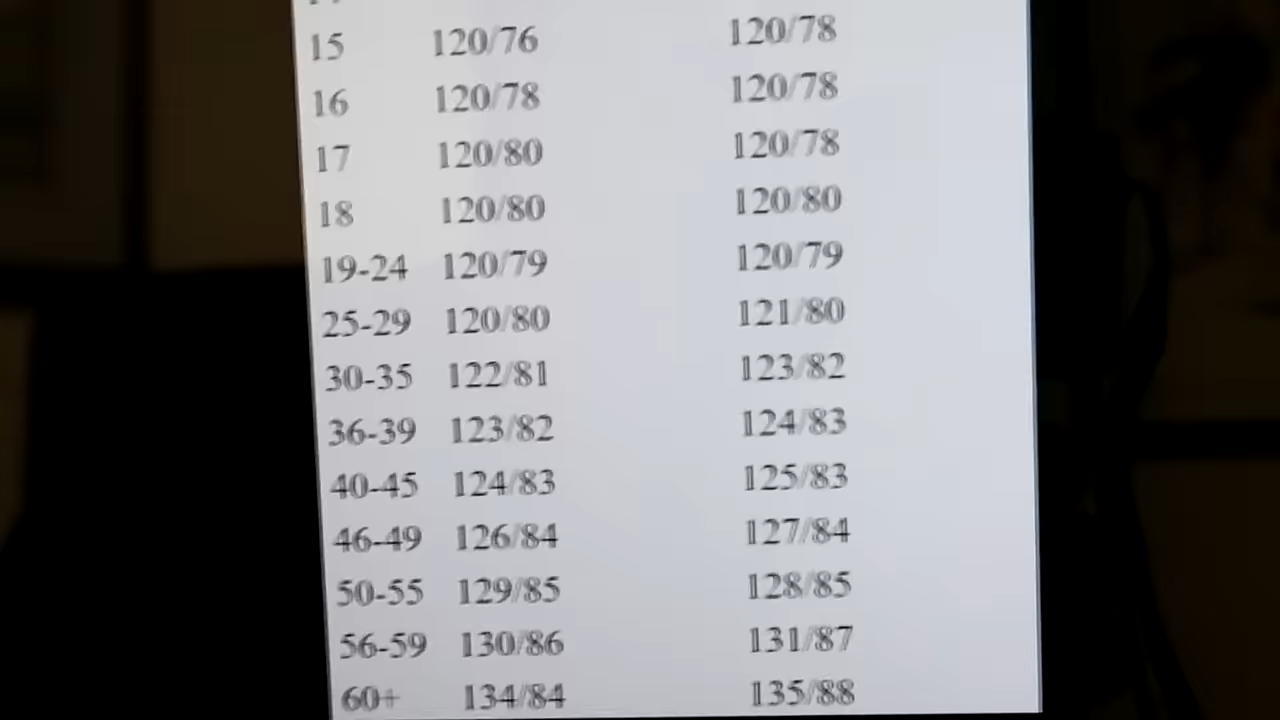 15 120/76 120/78
16 120/78 120/78
17 120/80 120/78
18 120/80 120/80
19-24 120/79 120/79
25-29 120/80 121/80
30-35 122/81 123/82
36-39 123/82 124/83
40-45 124/83 125/83
46-49 126/84 127/84
50-55 129/85 128/85
56-59 130/86 131/87
60+ 134/84 135/88